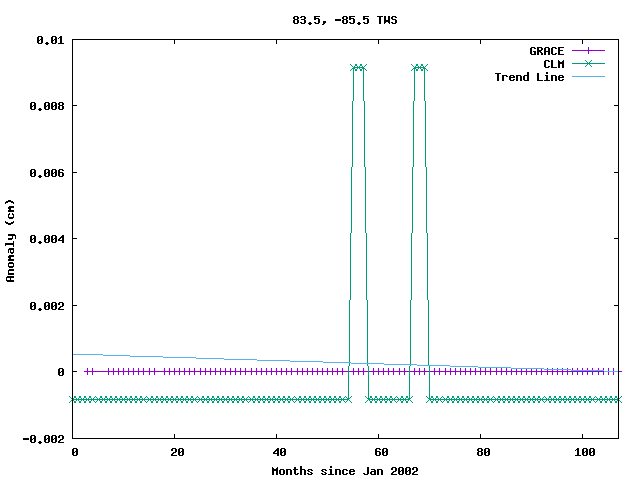 83.5, -85.5 TWS
GRACE
CLM
Trend Line
0.01
0.008
0.006
0.004
0.002
0
-0.002
Anomaly (cm)
0 20 40 60 80 100
Months since Jan 2002